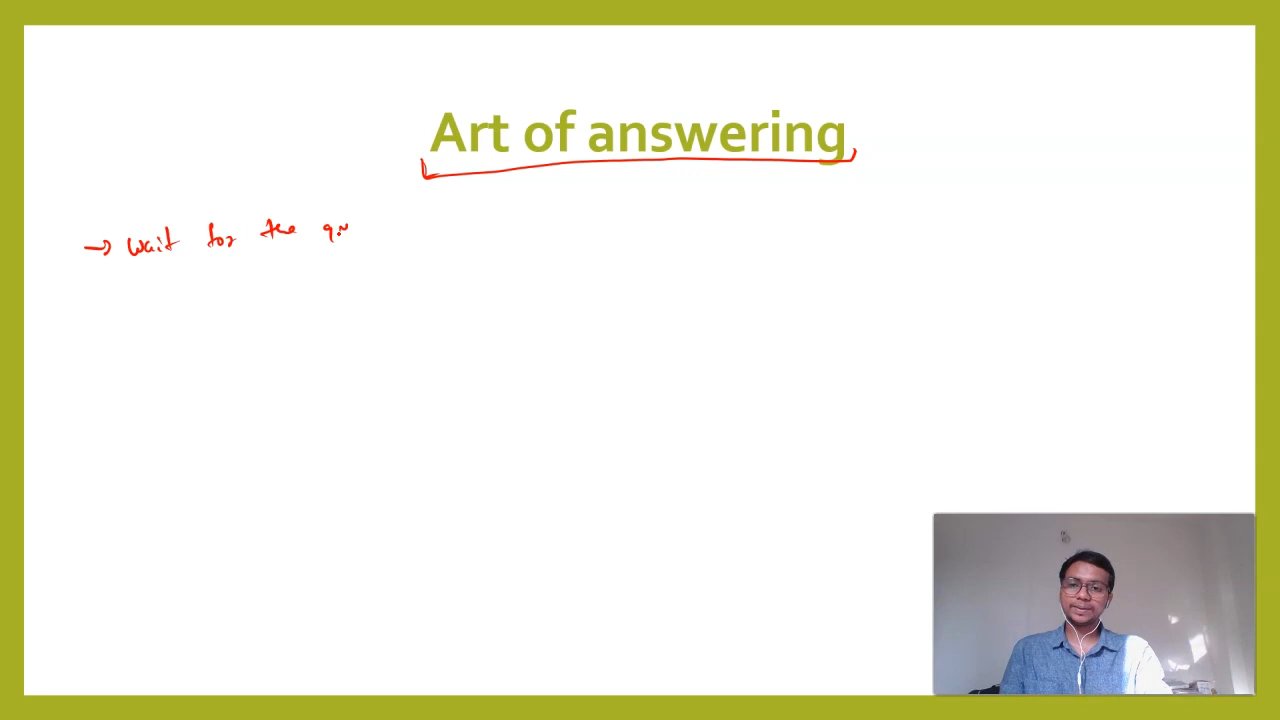 Art of answering
→ Wait for the